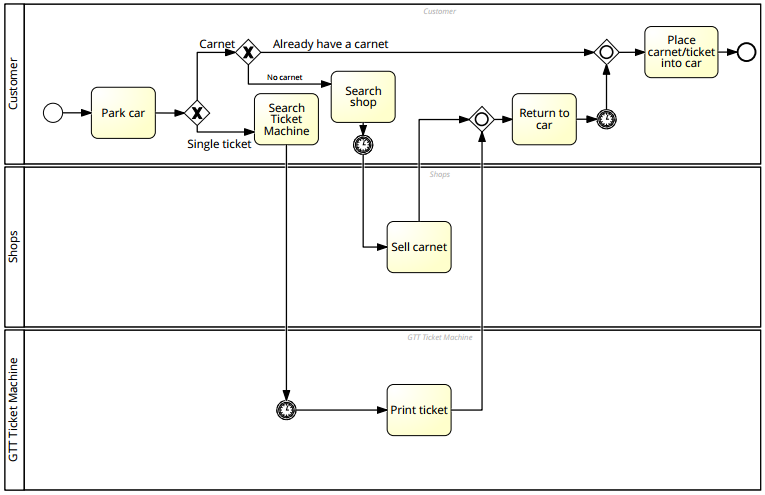 Customer
Customer
Carnet
Already have a carnet
Place
carnet/ticket
into car
No carnet
Search
shop
Park car
Search
Ticket
Machine
Return to
car
Single ticket
Shops
Shops
Sell carnet
GTT Ticket Machine
GTT Ticket Machine
Print ticket